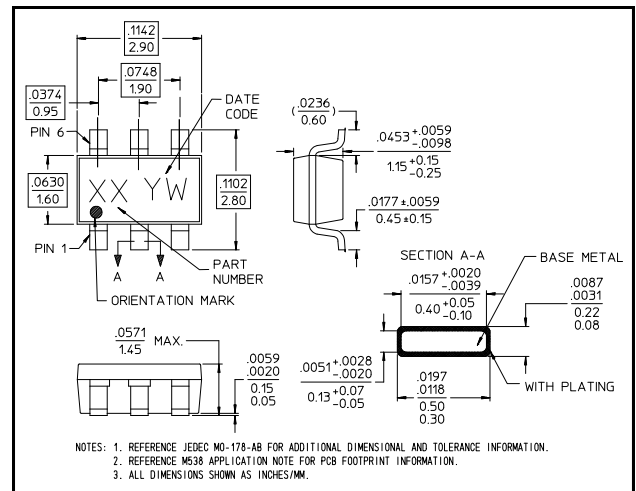 .1142
2.90
.0748
1.90
.0374
0.95
DATE
CODE
PIN 6
XX YW
.0630
1.60
.1102
2.80
PIN 1
A A
PART
NUMBER
ORIENTATION MARK
(.0236
0.60)
.0453 +.0059
-.0098
1.15 +0.15
-0.25
.0177 ±.0059
0.45 ±0.15
SECTION A-A
BASE METAL
.0157 +.0020
-.0039
0.40 +0.05
-0.10
.0087
.0031
0.22
0.08
.0571
1.45 MAX.
.0059
.0020
0.15
0.05
.0051 +.0028
-.0020
0.13 +0.07
-0.05
.0197
.0118
0.50
0.30
WITH PLATING
NOTES: 1. REFERENCE JEDEC MO-178-AB FOR ADDITIONAL DIMENSIONAL AND TOLERANCE INFORMATION.
2. REFERENCE M538 APPLICATION NOTE FOR PCB FOOTPRINT INFORMATION.
3. ALL DIMENSIONS SHOWN AS INCHES/MM.